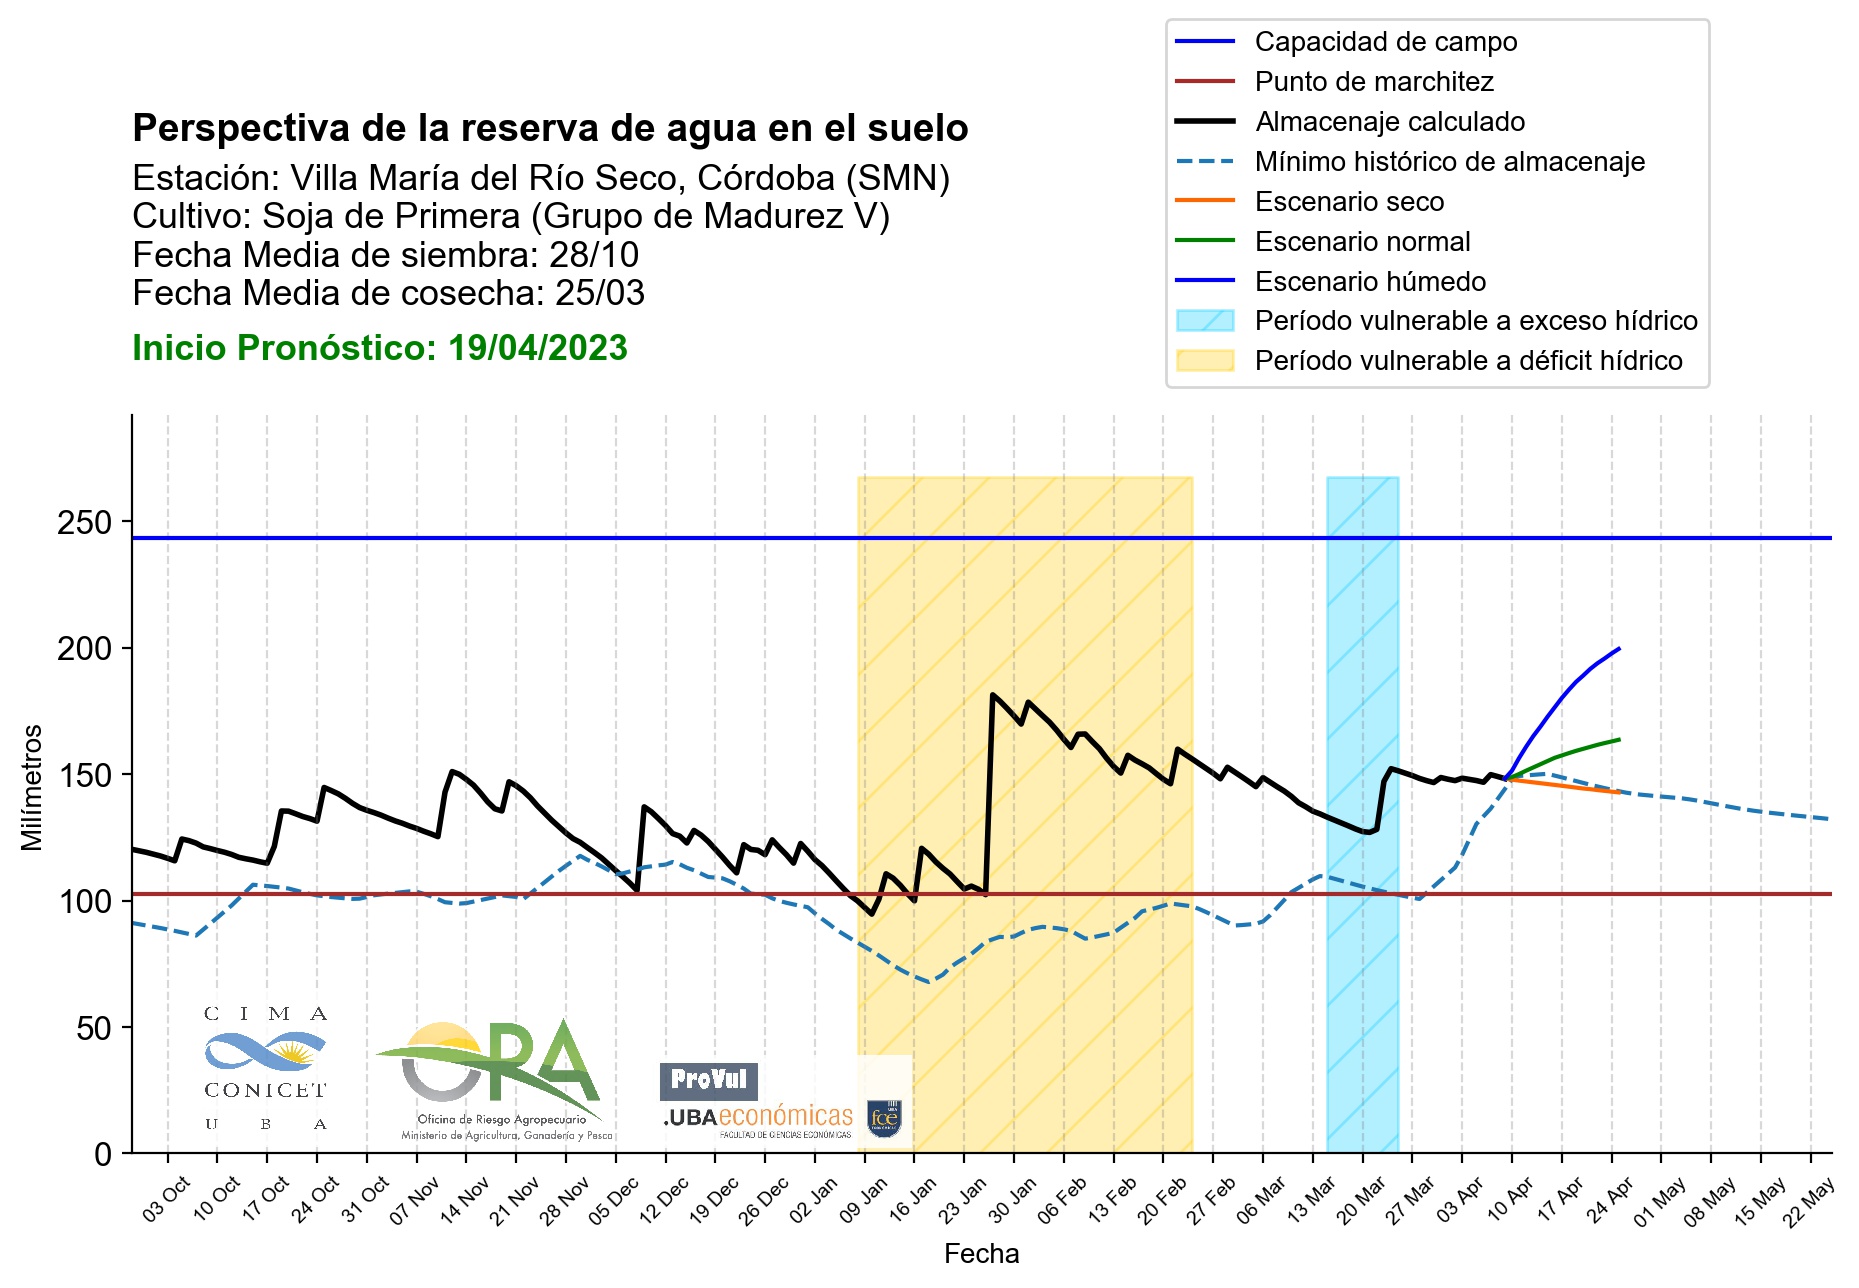 Capacidad de campo
Punto de marchitez
Almacenaje calculado
Mínimo histórico de almacenaje
Escenario seco
Escenario normal
Escenario húmedo
Período vulnerable a exceso hídrico
Período vulnerable a déficit hídrico
Perspectiva de la reserva de agua en el suelo
Estación: Villa María del Río Seco, Córdoba (SMN)
Cultivo: Soja de Primera (Grupo de Madurez V)
Fecha Media de siembra: 28/10
Fecha Media de cosecha: 25/03
Inicio Pronóstico: 19/04/2023
Milímetros
250
200
150
100
50
0
C I M A
CONICET
U B A
ORA
Oficina de Riesgo Agropecuario
Ministerio de Agricultura, Ganadería y Pesca
ProVul
.UBAeconómicas
FACULTAD DE CIENCIAS ECONÓMICAS
UBA
fce
ECONÓMICAS
03 Oct
10 Oct
17 Oct
24 Oct
31 Oct
07 Nov
14 Nov
21 Nov
28 Nov
05 Dec
12 Dec
19 Dec
26 Dec
02 Jan
09 Jan
16 Jan
23 Jan
30 Jan
06 Feb
13 Feb
20 Feb
27 Feb
06 Mar
13 Mar
20 Mar
27 Mar
03 Apr
10 Apr
17 Apr
24 Apr
01 May
08 May
15 May
22 May
Fecha